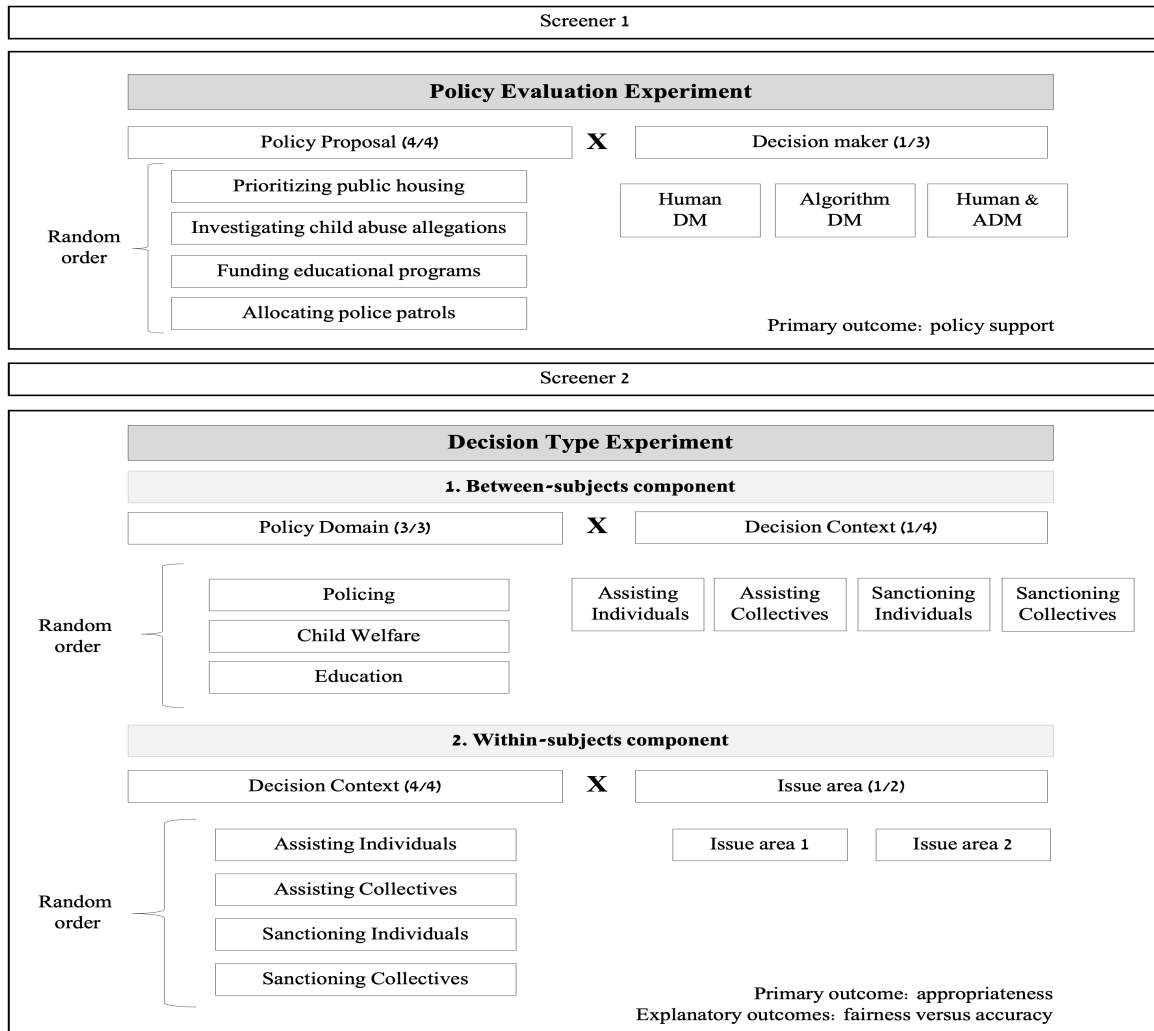 Screener 1
Policy Evaluation Experiment
Policy Proposal (4/4)
X
Decision maker (1/3)
Random
order
Prioritizing public housing
Investigating child abuse allegations
Funding educational programs
Allocating police patrols
Human
DM
Algorithm
DM
Human &
ADM
Primary outcome: policy support
Screener 2
Decision Type Experiment
1. Between-subjects component
Policy Domain (3/3)
X
Decision Context (1/4)
Random
order
Policing
Child Welfare
Education
Assisting
Individuals
Assisting
Collectives
Sanctioning
Individuals
Sanctioning
Collectives
2. Within-subjects component
Decision Context (4/4)
X
Issue area (1/2)
Random
order
Assisting Individuals
Assisting Collectives
Sanctioning Individuals
Sanctioning Collectives
Issue area 1
Issue area 2
Primary outcome: appropriateness
Explanatory outcomes: fairness versus accuracy